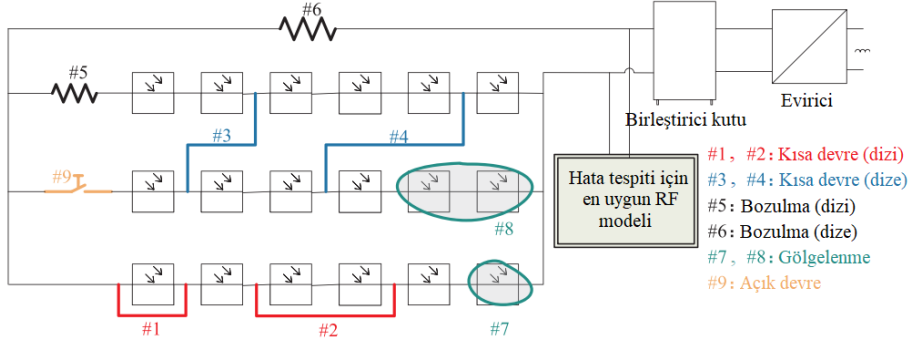 #6
#5
Birleştirici kutu
Evirici
#3
#4
#9
#8
Hata tespiti için
en uygun RF
modeli
#1, #2: Kısa devre (dizi)
#3, #4: Kısa devre (dize)
#5: Bozulma (dizi)
#6: Bozulma (dize)
#7, #8: Gölgelenme
#9: Açık devre
#1
#2
#7